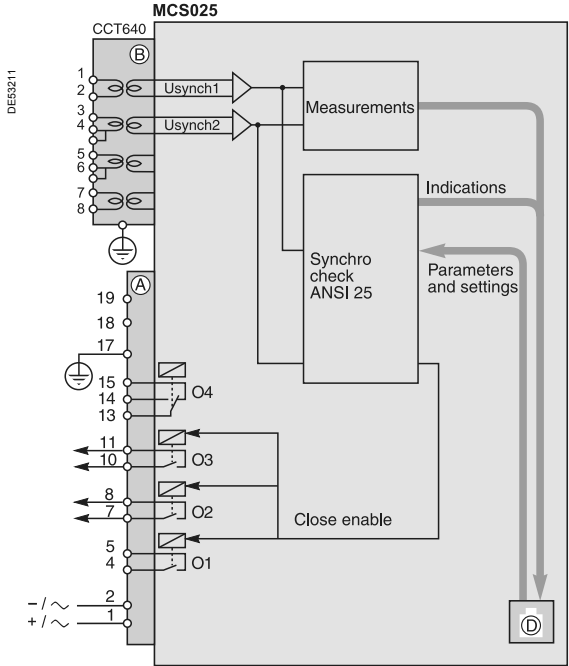 MCS025
CCT640
DE53211
B
1
2
3
4
5
6
7
8
Usynch1
Usynch2
Measurements
Indications
Synchro
check
ANSI 25
Parameters
and settings
A
19
18
17
15
14
13
O4
11
10
O3
8
7
O2
Close enable
5
4
O1
2
– / ~
1
+ / ~
D